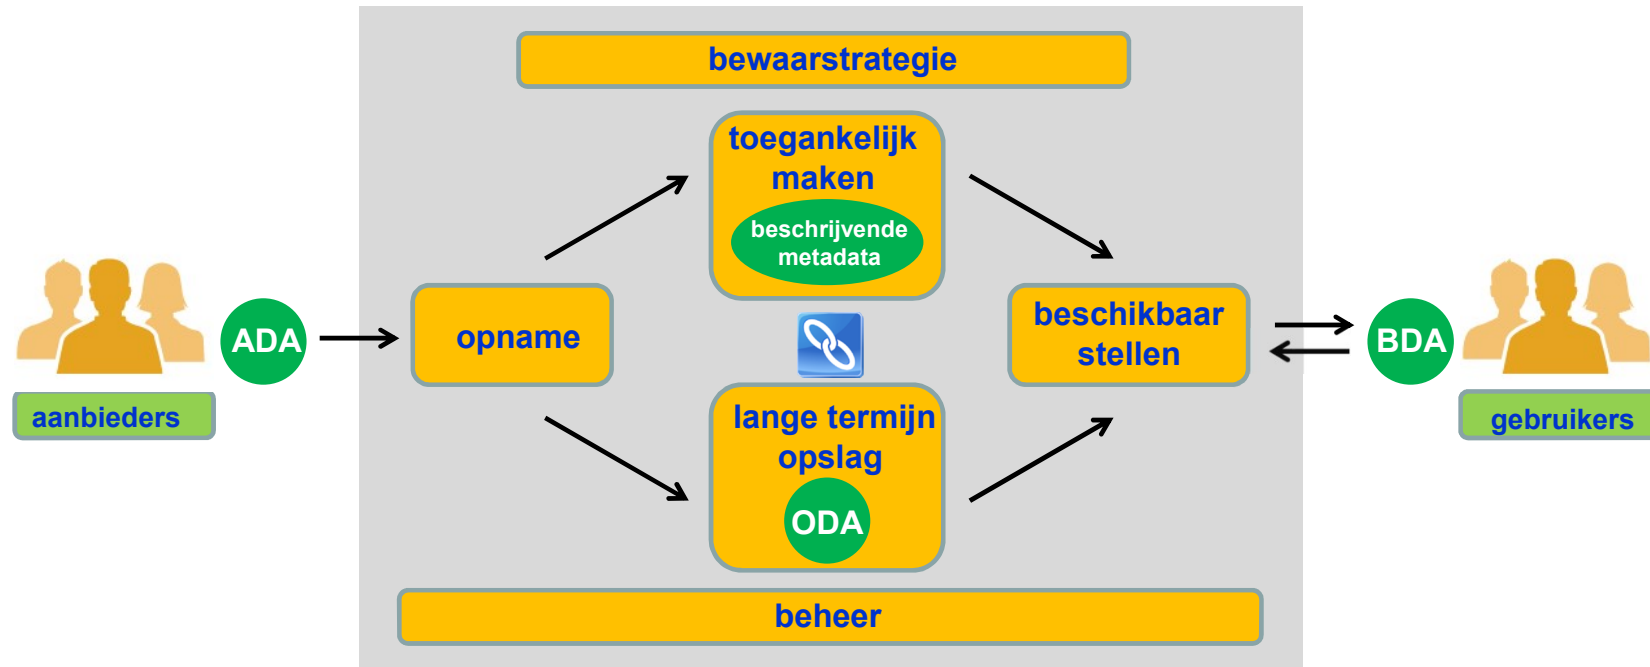 bewaarstrategie
toegankelijk
maken
beschrijvende
metadata
ADA
aanbieders
opname
beschikbaar
stellen
BDA
gebruikers
lange termijn
opslag
ODA
beheer